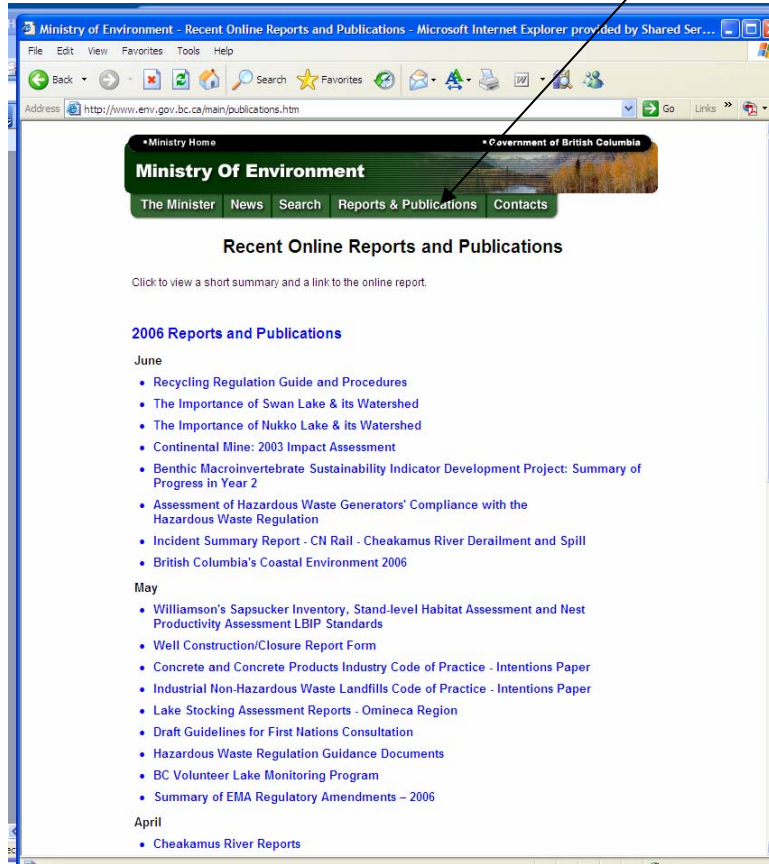 Ministry of Environment - Recent Online Reports and Publications - Microsoft Internet Explorer provided by Shared Ser...
File Edit View Favorites Tools Help
Back Search Favorites
Address http://www.env.gov.bc.ca/main/publications.htm Go Links »
•Ministry Home •Government of British Columbia
Ministry Of Environment
The Minister News Search Reports & Publications Contacts
Recent Online Reports and Publications
Click to view a short summary and a link to the online report.
2006 Reports and Publications
June
• Recycling Regulation Guide and Procedures
• The Importance of Swan Lake & its Watershed
• The Importance of Nukko Lake & its Watershed
• Continental Mine: 2003 Impact Assessment
• Benthic Macroinvertebrate Sustainability Indicator Development Project: Summary of
Progress in Year 2
• Assessment of Hazardous Waste Generators' Compliance with the
Hazardous Waste Regulation
• Incident Summary Report - CN Rail - Cheakamus River Derailment and Spill
• British Columbia's Coastal Environment 2006
May
• Williamson's Sapsucker Inventory, Stand-level Habitat Assessment and Nest
Productivity Assessment LBIP Standards
• Well Construction/Closure Report Form
• Concrete and Concrete Products Industry Code of Practice - Intentions Paper
• Industrial Non-Hazardous Waste Landfills Code of Practice - Intentions Paper
• Lake Stocking Assessment Reports - Omineca Region
• Draft Guidelines for First Nations Consultation
• Hazardous Waste Regulation Guidance Documents
• BC Volunteer Lake Monitoring Program
• Summary of EMA Regulatory Amendments – 2006
April
• Cheakamus River Reports